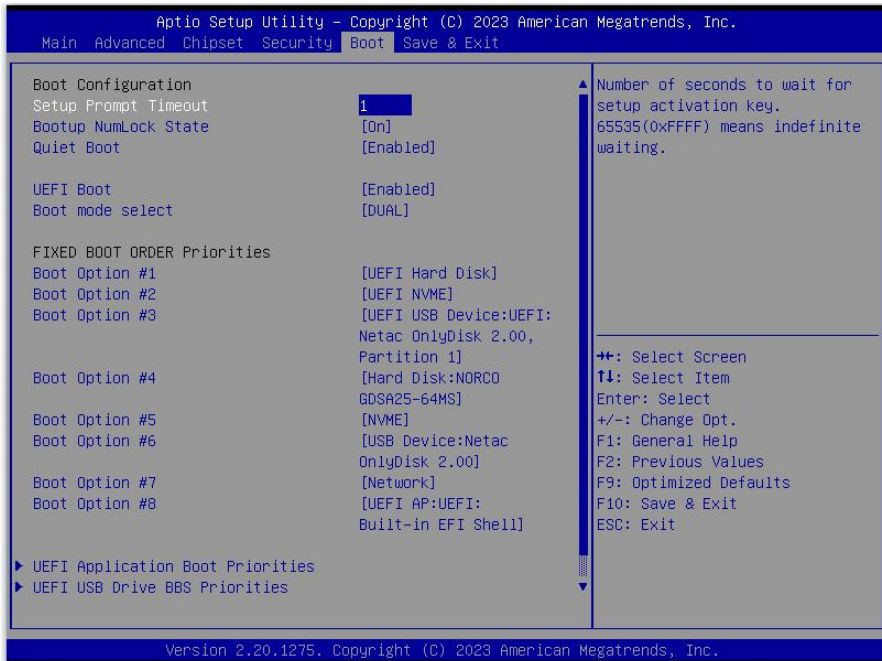 Aptio Setup Utility – Copyright (C) 2023 American Megatrends, Inc.
Main Advanced Chipset Security Boot Save & Exit
Boot Configuration
Setup Prompt Timeout 1
Bootup NumLock State [On]
Quiet Boot [Enabled]
UEFI Boot [Enabled]
Boot mode select [DUAL]
FIXED BOOT ORDER Priorities
Boot Option #1 [UEFI Hard Disk]
Boot Option #2 [UEFI NVME]
Boot Option #3 [UEFI USB Device:UEFI:
Netac OnlyDisk 2.00,
Partition 1]
Boot Option #4 [Hard Disk:NORCO
GDSA25-64MS]
Boot Option #5 [NVME]
Boot Option #6 [USB Device:Netac
OnlyDisk 2.00]
Boot Option #7 [Network]
Boot Option #8 [UEFI AP:UEFI:
Built-in EFI Shell]
UEFI Application Boot Priorities
UEFI USB Drive BBS Priorities
Number of seconds to wait for
setup activation key.
65535(0xFFFF) means indefinite
waiting.
→←: Select Screen
↑↓: Select Item
Enter: Select
+/-: Change Opt.
F1: General Help
F2: Previous Values
F9: Optimized Defaults
F10: Save & Exit
ESC: Exit
Version 2.20.1275. Copyright (C) 2023 American Megatrends, Inc.